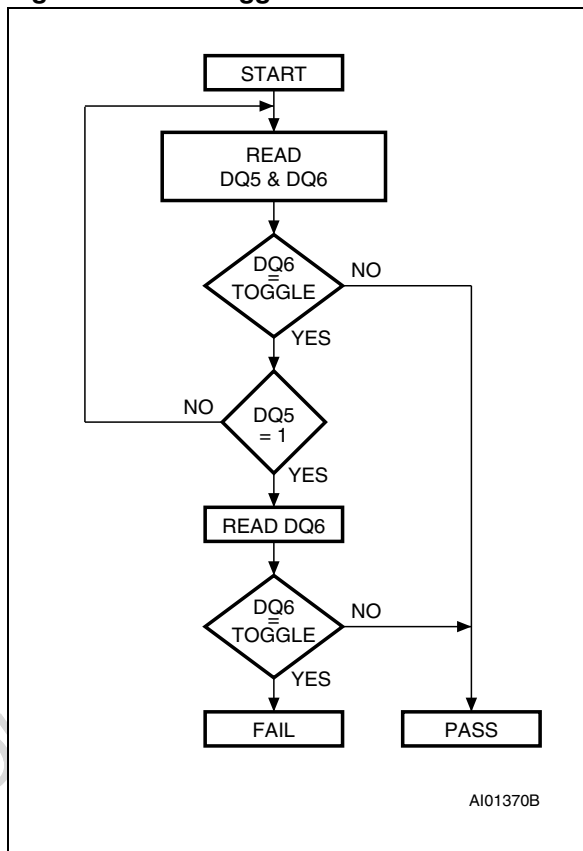 START
READ
DQ5 & DQ6
DQ6
=
TOGGLE
NO
YES
NO
DQ5
= 1
YES
READ DQ6
DQ6
=
TOGGLE
NO
YES
FAIL
PASS
AI01370B